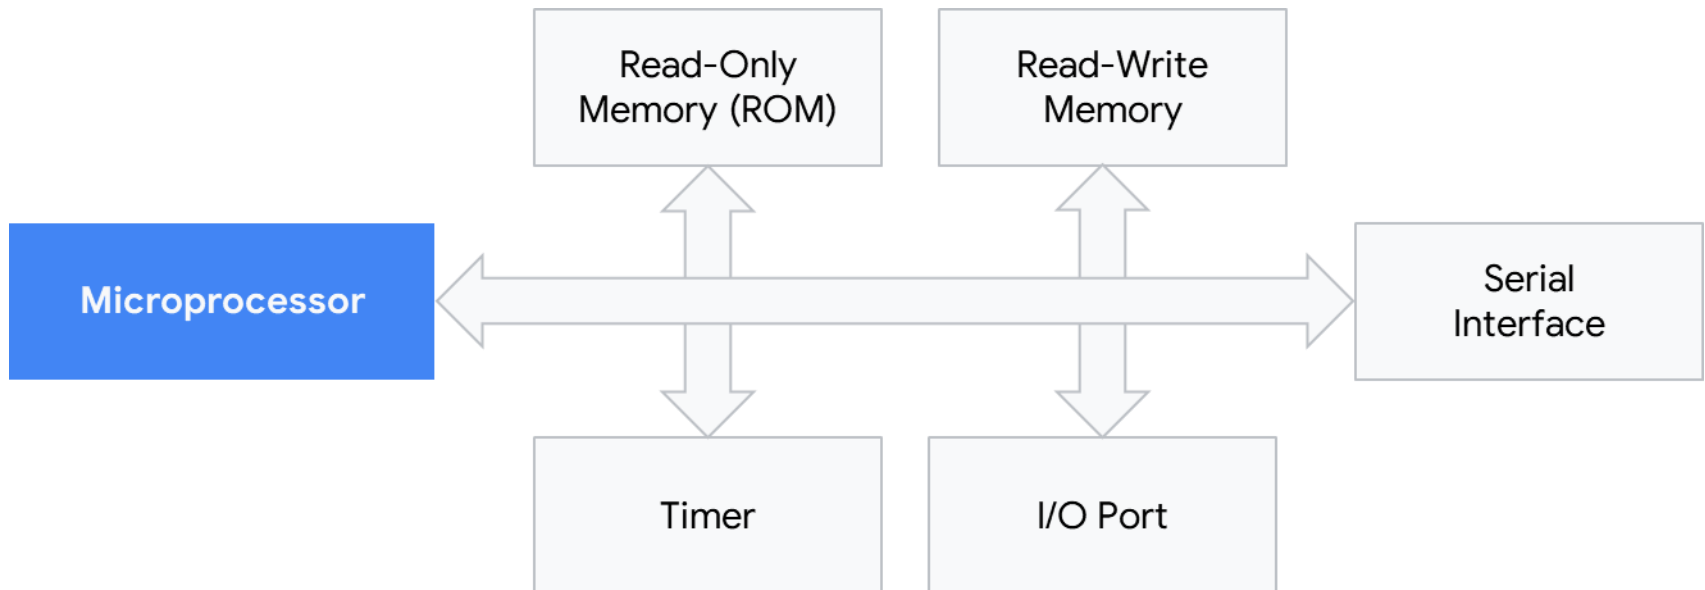 Read-Only
Memory (ROM)
Read-Write
Memory
Microprocessor
Serial
Interface
Timer
I/O Port